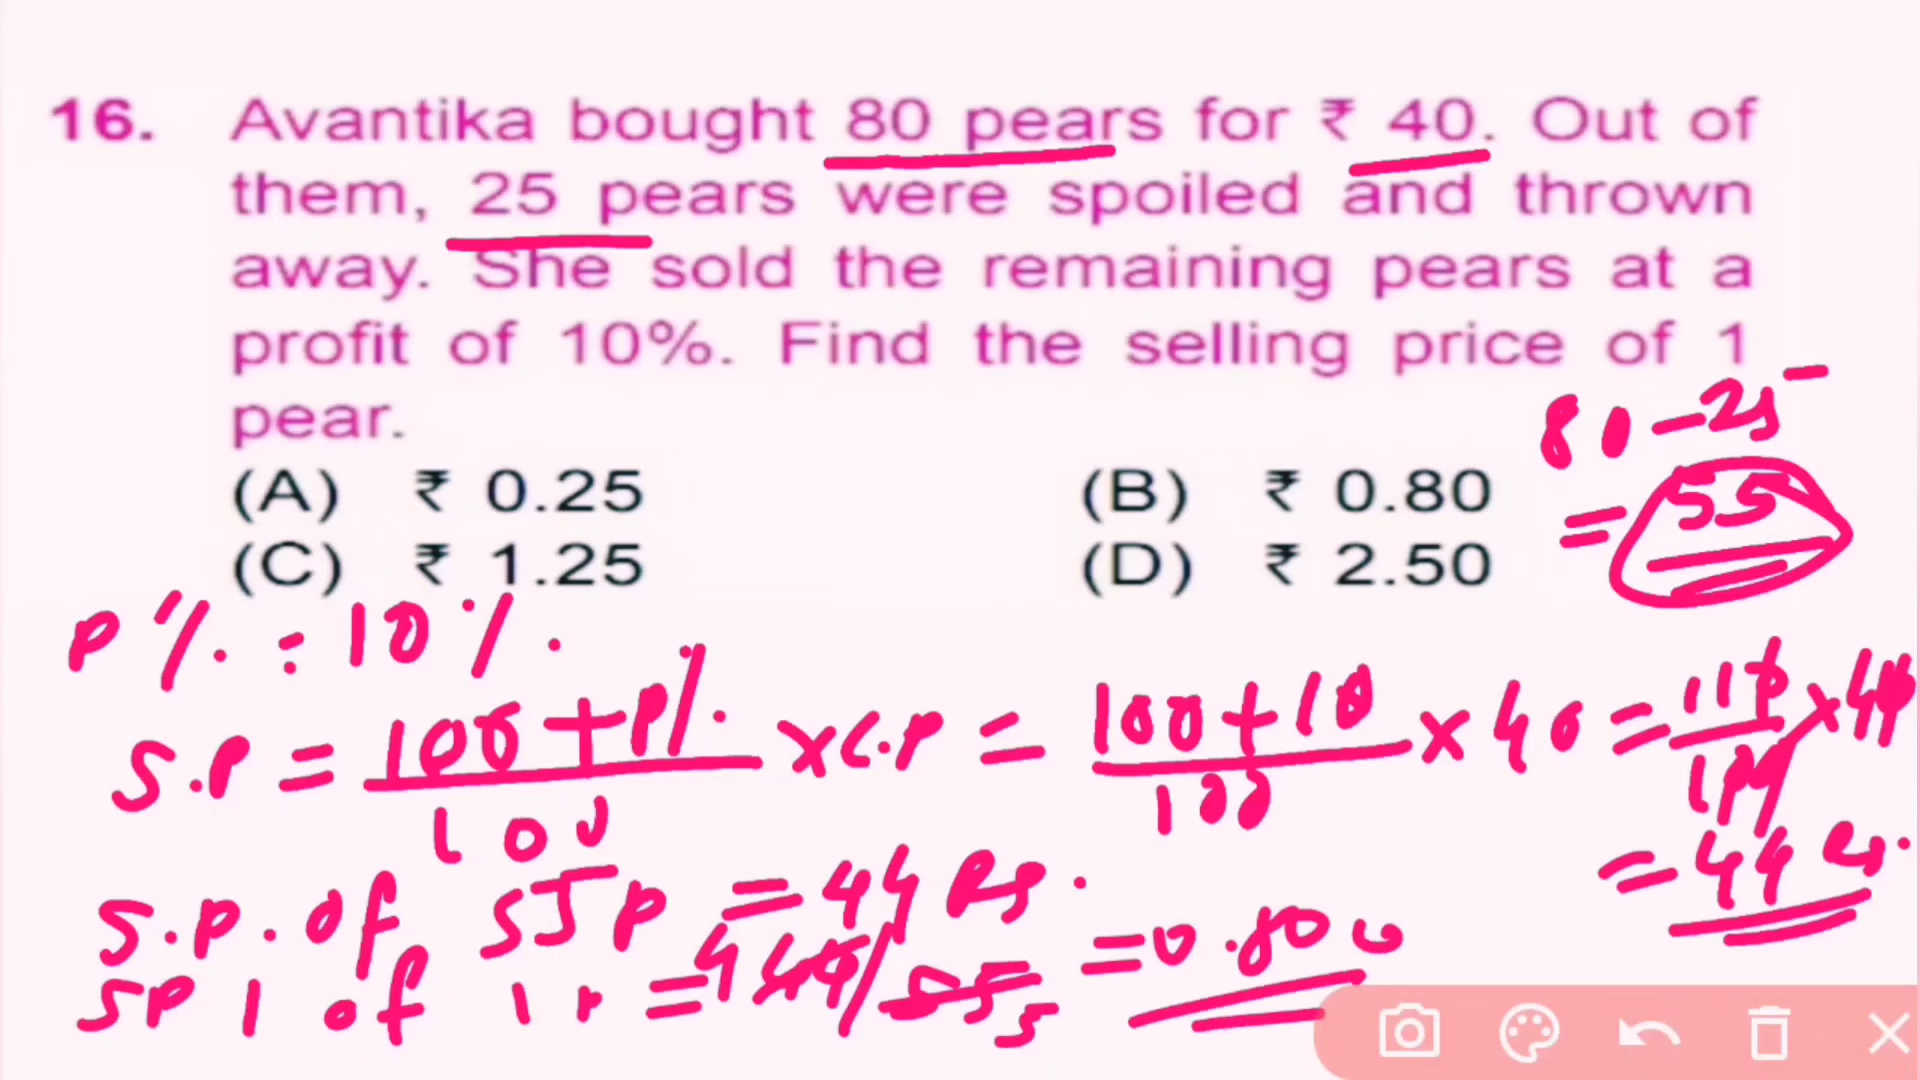 16. Avantika bought 80 pears for ₹ 40. Out of
them, 25 pears were spoiled and thrown
away. She sold the remaining pears at a
profit of 10%. Find the selling price of 1
pear.
80-25
(A) ₹ 0.25 (B) ₹ 0.80
= 55
(C) ₹ 1.25 (D) ₹ 2.50
P% = 10%.
S.P = 100+P% / 100 x C.P = 100+10 / 100 x 40 = 110 / 100 x 40
= 44 Rs.
S.P. of 55 P = 44 Rs.
SP of 1 P = 44/55 = 0.80